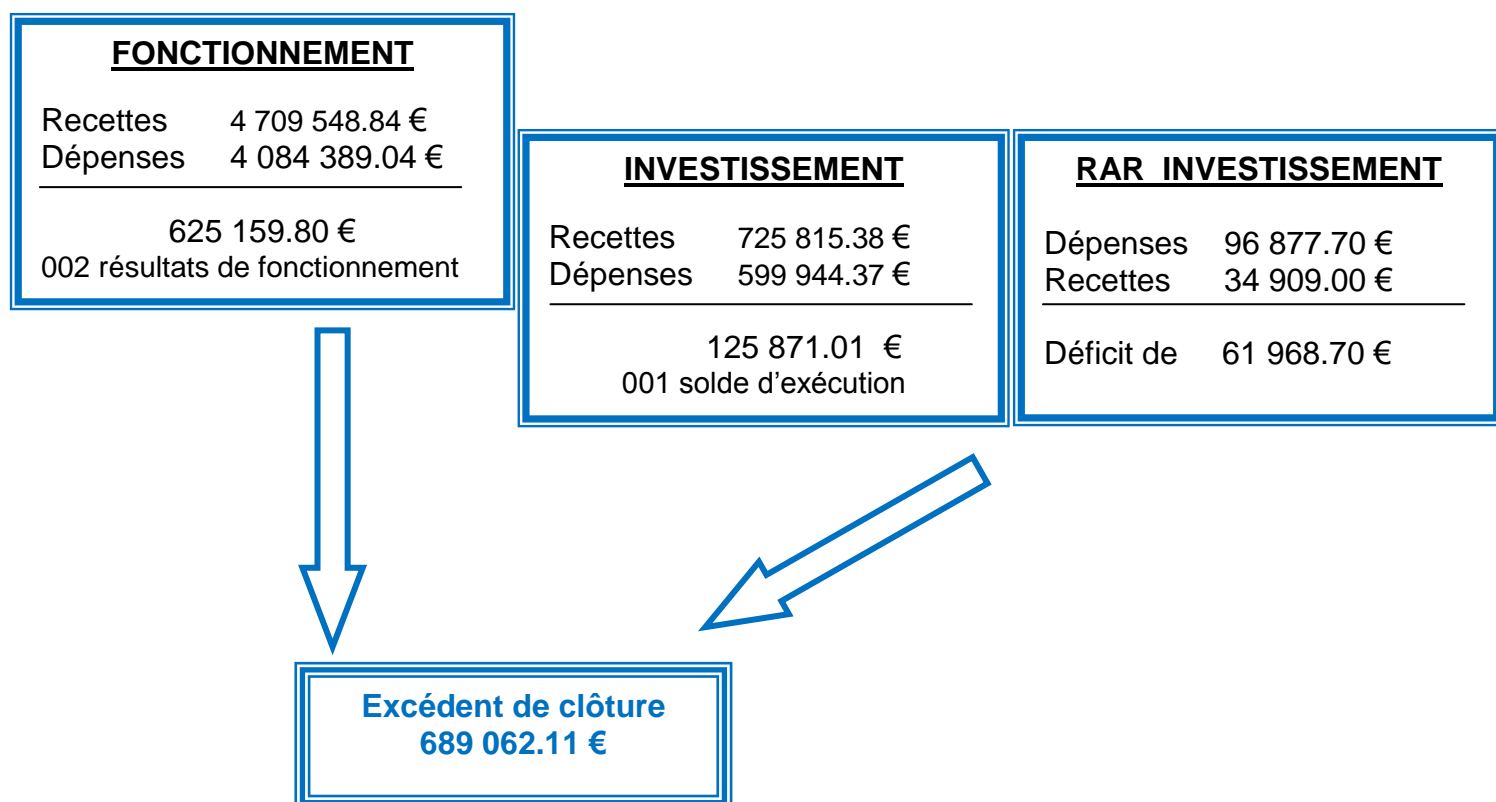 FONCTIONNEMENT
Recettes 4 709 548.84 €
Dépenses 4 084 389.04 €
625 159.80 €
002 résultats de fonctionnement
INVESTISSEMENT
Recettes 725 815.38 €
Dépenses 599 944.37 €
125 871.01 €
001 solde d’exécution
RAR INVESTISSEMENT
Dépenses 96 877.70 €
Recettes 34 909.00 €
Déficit de 61 968.70 €
Excédent de clôture
689 062.11 €